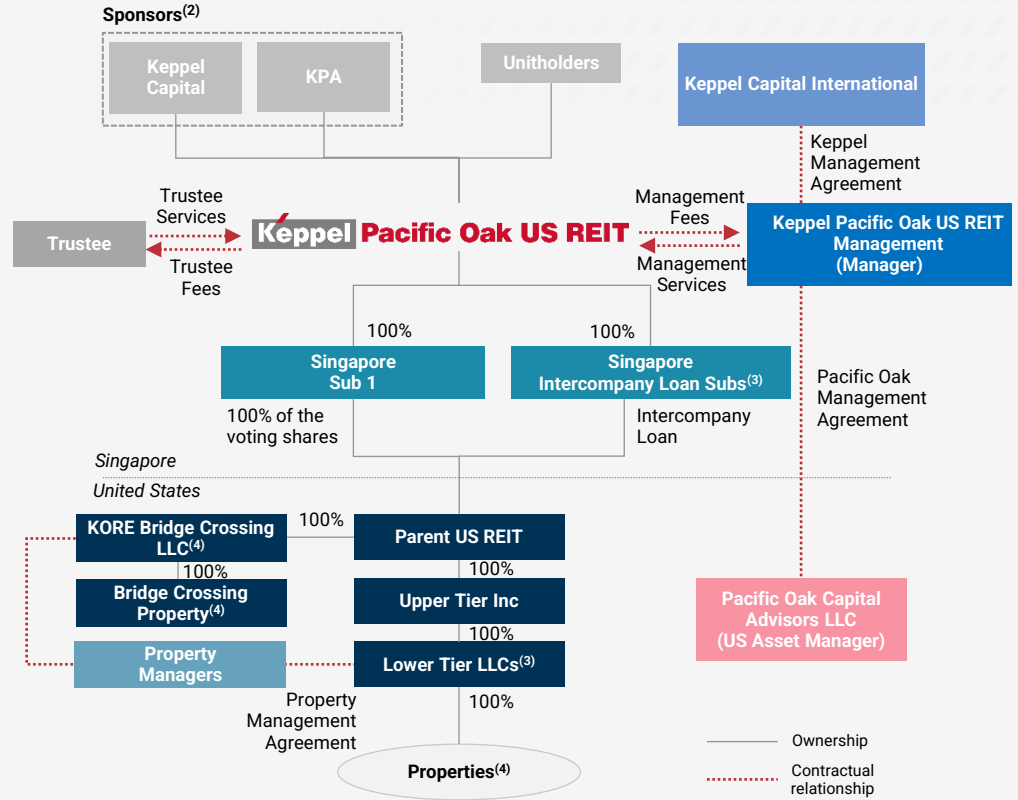 Sponsors(2)
Keppel
Capital
KPA
Unitholders
Keppel Capital International
Keppel
Management
Agreement
Trustee
Trustee
Services
Trustee
Fees
Keppel Pacific Oak US REIT
Management
Fees
Management
Services
Keppel Pacific Oak US REIT
Management
(Manager)
100%
100%
Singapore
Sub 1
Singapore
Intercompany Loan Subs(3)
100% of the
voting shares
Intercompany
Loan
Pacific Oak
Management
Agreement
Singapore
United States
KORE Bridge Crossing
LLC(4)
100%
Parent US REIT
100%
100%
Bridge Crossing
Property(4)
Upper Tier Inc
100%
Property
Managers
Lower Tier LLCs(3)
Pacific Oak Capital
Advisors LLC
(US Asset Manager)
Property
Management
Agreement
100%
Properties(4)
Ownership
Contractual
relationship